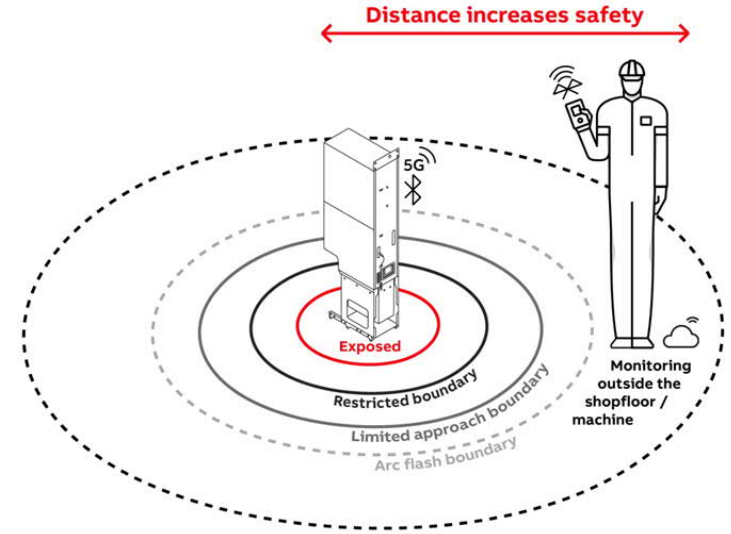 Distance increases safety
5G
Exposed
Restricted boundary
Limited approach boundary
Arc flash boundary
Monitoring
outside the
shopfloor /
machine